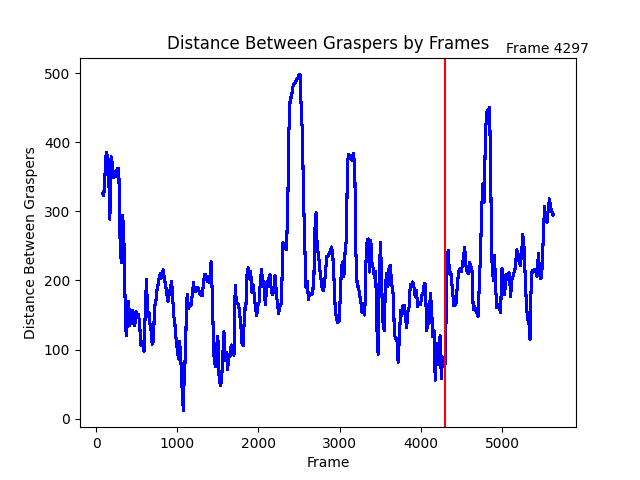 Distance Between Graspers by Frames
Frame 4297
Distance Between Graspers
500
400
300
200
100
0
0 1000 2000 3000 4000 5000
Frame